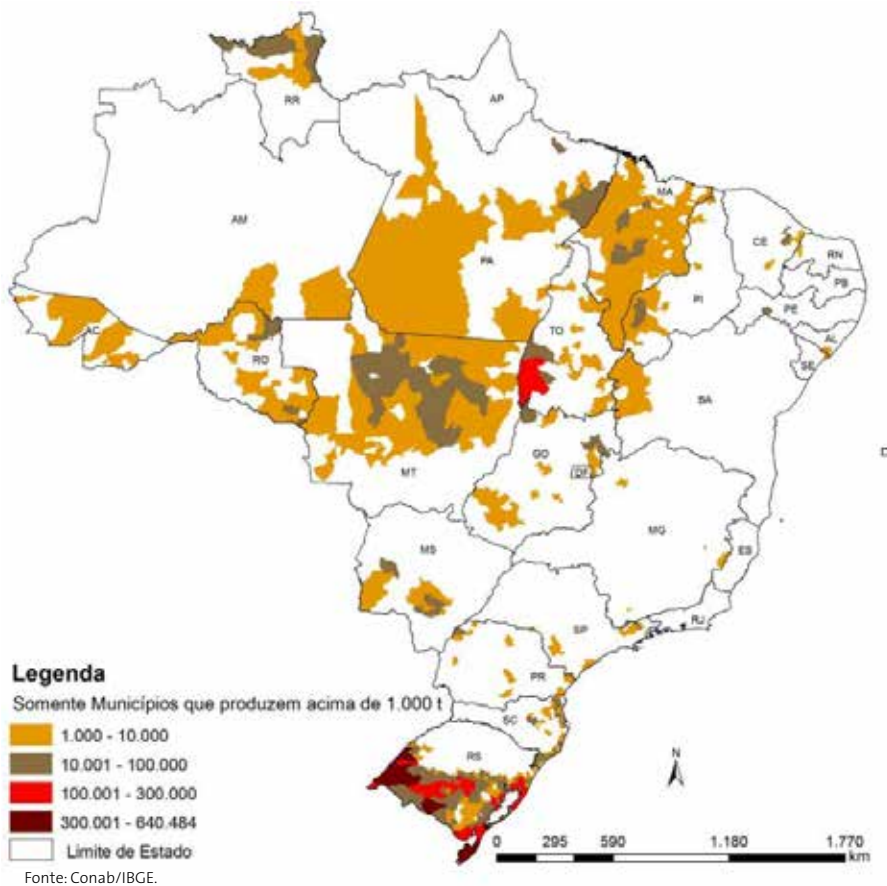 RR
AP
AM
PA
MA
CE
RN
PB
PE
PI
AL
SE
AC
TO
RO
BA
MT
GO
DF
MG
ES
MS
SP
RJ
PR
SC
RS
N
D
Legenda
Somente Municípios que produzem acima de 1.000 t
1.000 - 10.000
10.001 - 100.000
100.001 - 300.000
300.001 - 640.484
Limite de Estado
0 295 590 1.180 1.770
km
Fonte: Conab/IBGE.